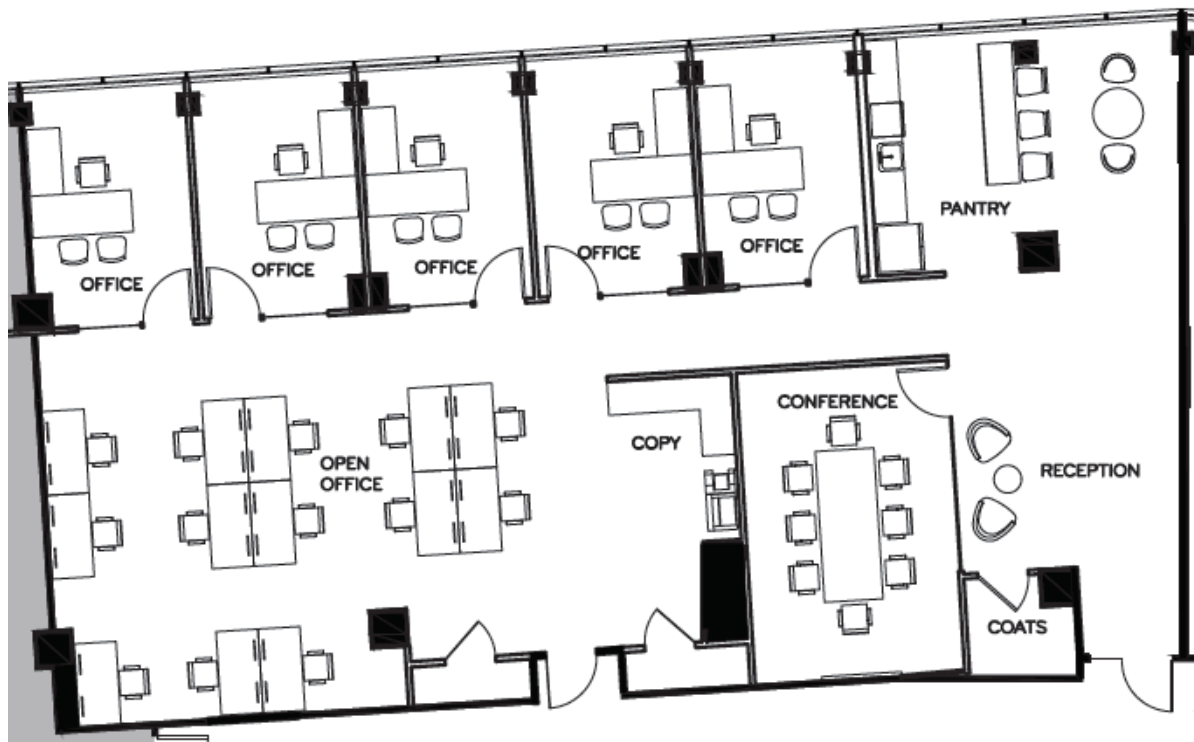 PANTRY
OFFICE
OFFICE
OFFICE
OFFICE
OFFICE
CONFERENCE
COPY
OPEN
OFFICE
RECEPTION
COATS